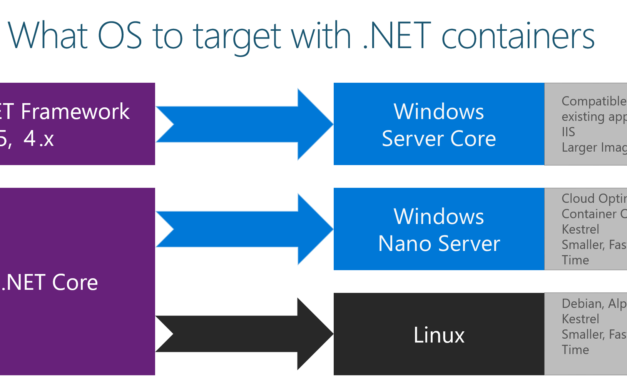 What OS to target with .NET containers
ET Framework
5, 4.x
Windows
Server Core
Compatible
existing app
IIS
Larger Imag
.NET Core
Windows
Nano Server
Cloud Optin
Container O
Kestrel
Smaller, Fas
Time
Linux
Debian, Alp
Kestrel
Smaller, Fas
Time